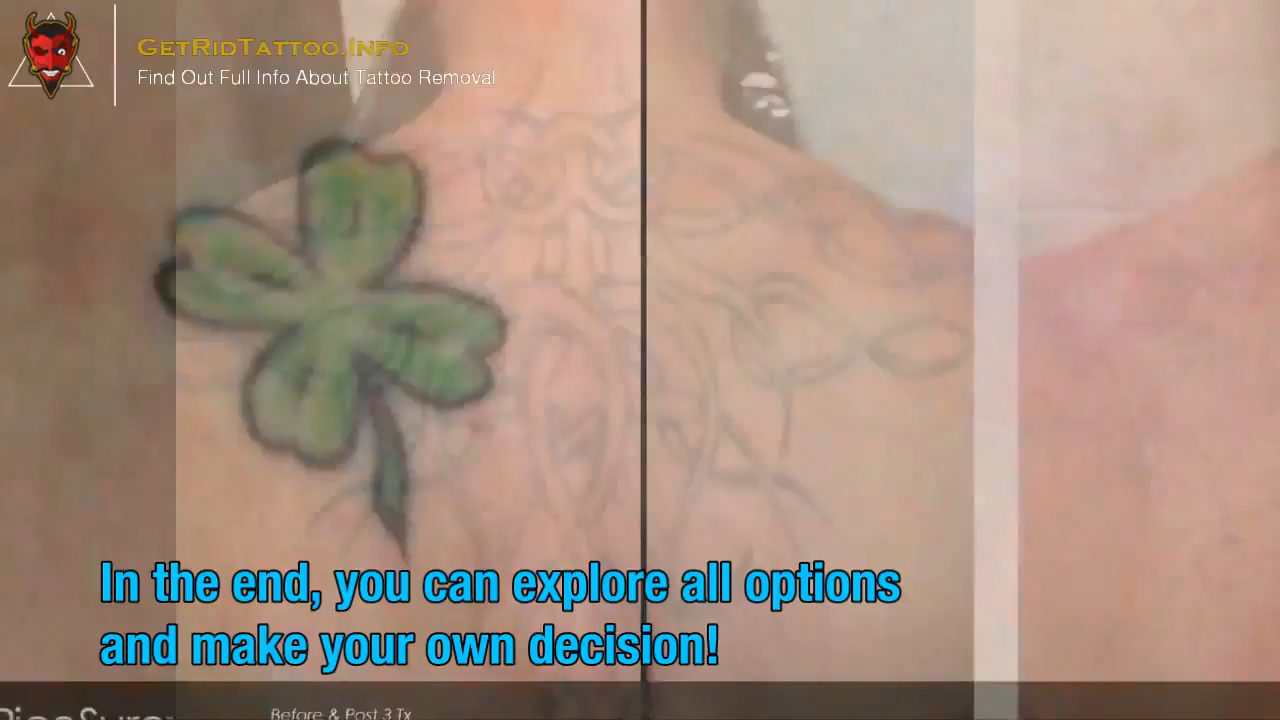 GetRidTattoo.Info
Find Out Full Info About Tattoo Removal
In the end, you can explore all options
and make your own decision!
PicoSure
Before & Post 3 Tx